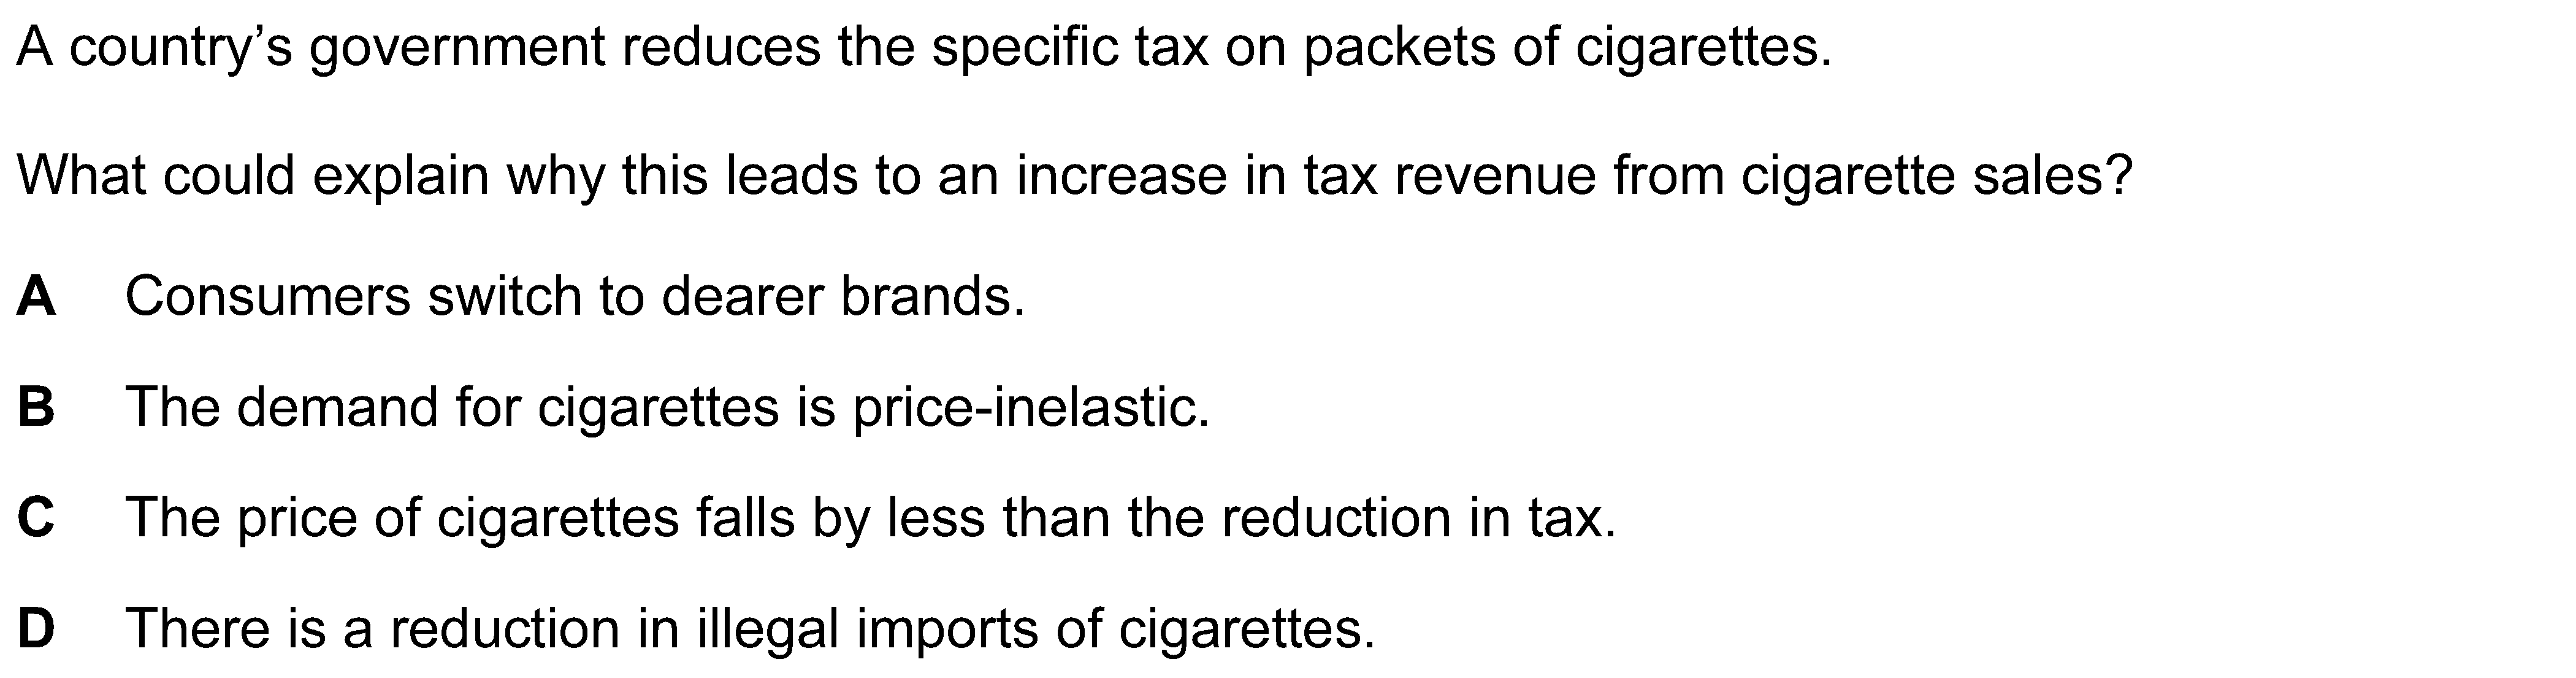 A country’s government reduces the specific tax on packets of cigarettes.
What could explain why this leads to an increase in tax revenue from cigarette sales?
A Consumers switch to dearer brands.
B The demand for cigarettes is price-inelastic.
C The price of cigarettes falls by less than the reduction in tax.
D There is a reduction in illegal imports of cigarettes.